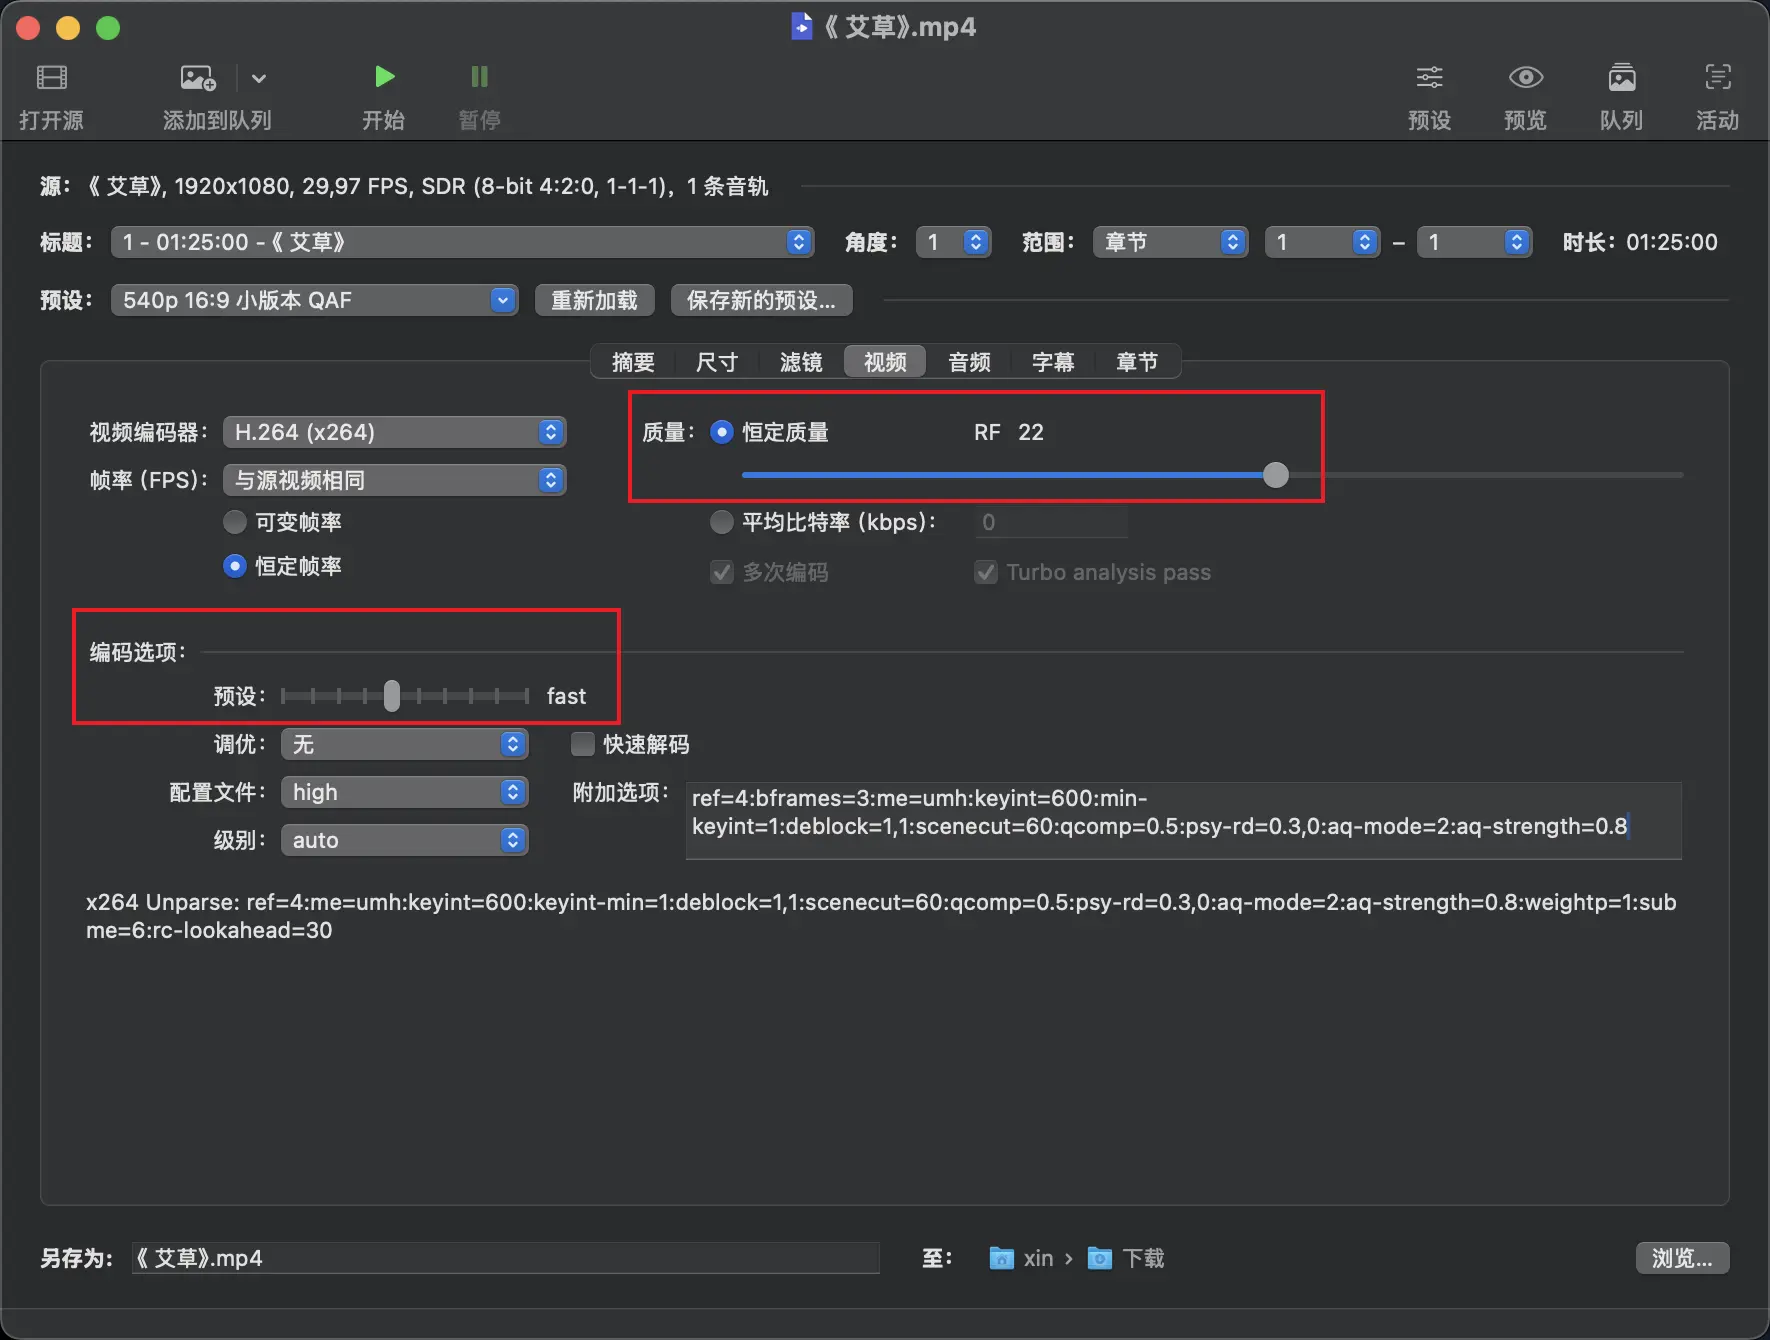 《 艾草》.mp4
打开源 添加到队列 开始 暂停 预设 预览 队列 活动
源：《 艾草》, 1920x1080, 29,97 FPS, SDR (8-bit 4:2:0, 1-1-1)，1 条音轨
标题： 1 - 01:25:00 -《 艾草》 角度： 1 范围： 章节 1 – 1 时长：01:25:00
预设： 540p 16:9 小版本 QAF 重新加载 保存新的预设...
摘要 尺寸 滤镜 视频 音频 字幕 章节
视频编码器： H.264 (x264) 质量： 恒定质量 RF 22
帧率 (FPS)： 与源视频相同
可变帧率 平均比特率 (kbps)： 0
恒定帧率 多次编码 Turbo analysis pass
编码选项：
预设： fast
调优： 无 快速解码
配置文件： high 附加选项： ref=4:bframes=3:me=umh:keyint=600:min-
keyint=1:deblock=1,1:scenecut=60:qcomp=0.5:psy-rd=0.3,0:aq-mode=2:aq-strength=0.8
级别： auto
x264 Unparse: ref=4:me=umh:keyint=600:keyint-min=1:deblock=1,1:scenecut=60:qcomp=0.5:psy-rd=0.3,0:aq-mode=2:aq-strength=0.8:weightp=1:sub
me=6:rc-lookahead=30
另存为: 《 艾草》.mp4 至： xin › 下载 浏览...